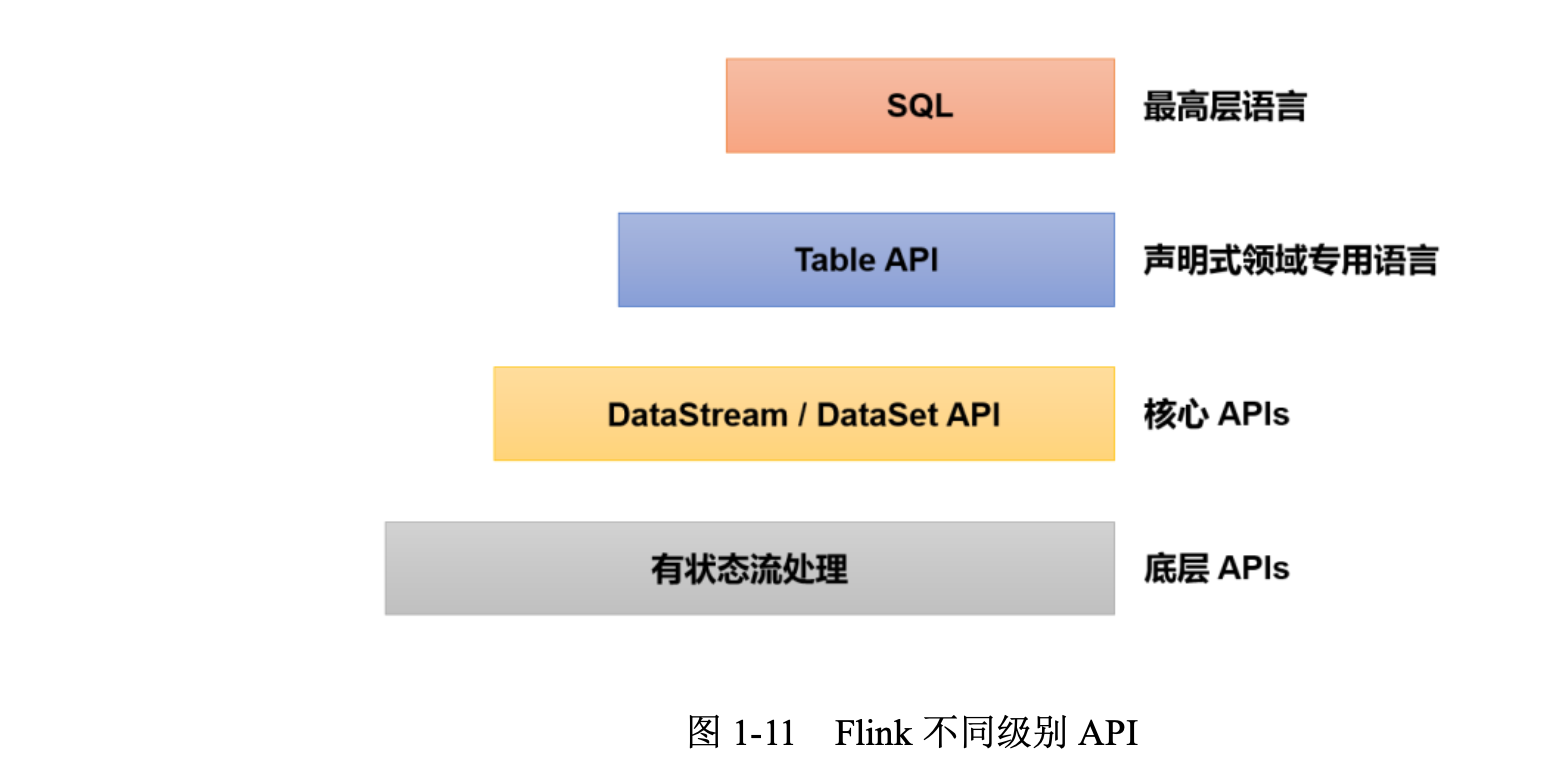 SQL 最高层语言
Table API 声明式领域专用语言
DataStream / DataSet API 核心 APIs
有状态流处理 底层 APIs
图 1-11 Flink 不同级别 API